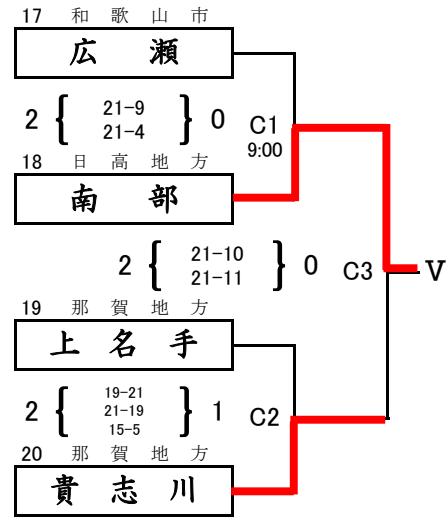 17 和歌山市
広瀬
2 { 21-9 } 0
21-4
C1
9:00
18 日高地方
南部
2 { 21-10 } 0
21-11
C3
V
19 那賀地方
上名手
2 { 19-21 } 1
21-19
15-5
C2
20 那賀地方
貴志川